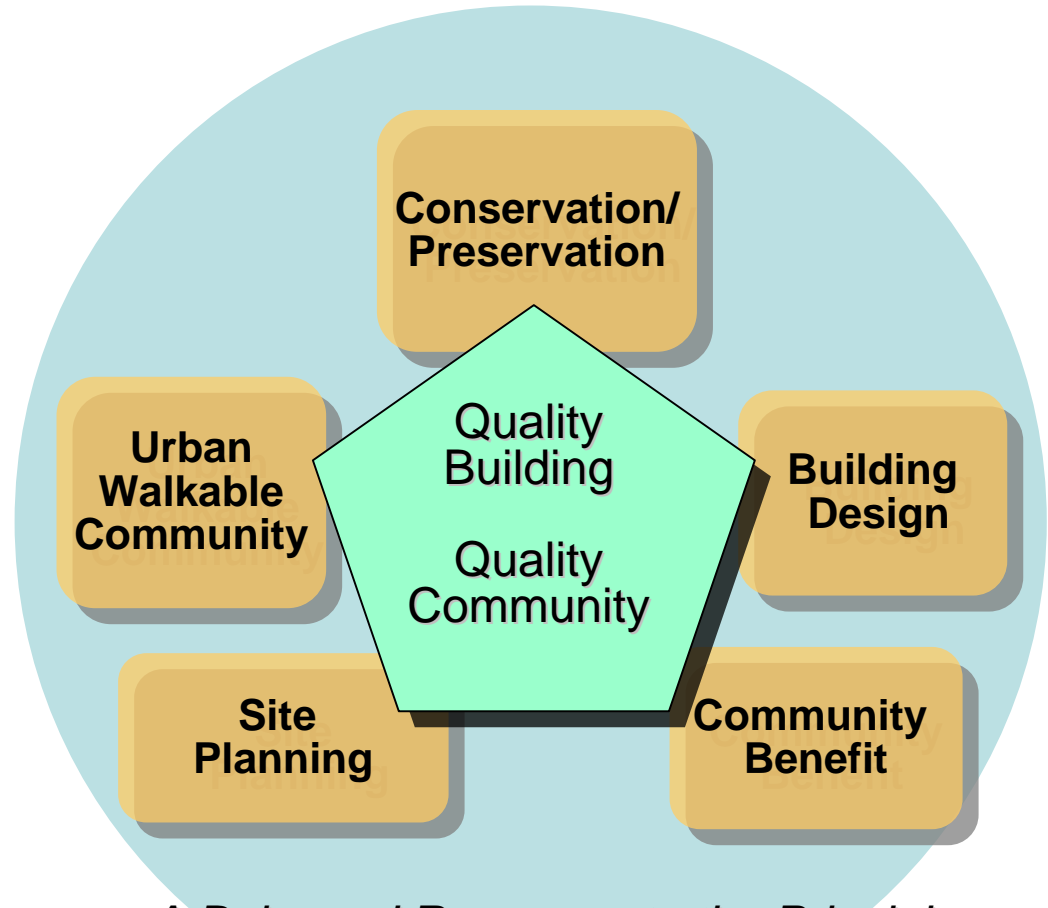 Conservation/
Preservation
Urban
Walkable
Community
Quality
Building
Quality
Community
Building
Design
Site
Planning
Community
Benefit